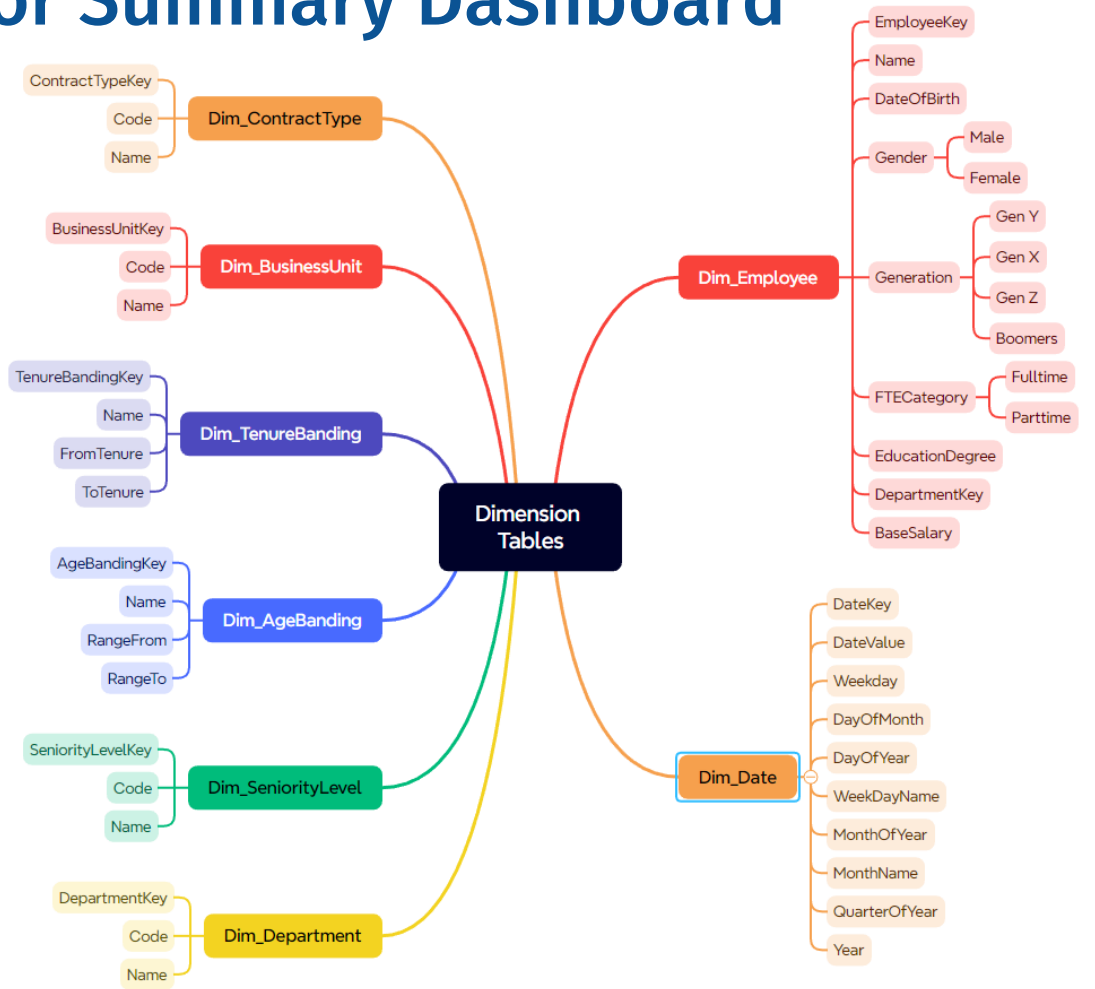 or Summary Dashboard
ContractTypeKey
Code
Name
Dim_ContractType
BusinessUnitKey
Code
Name
Dim_BusinessUnit
TenureBandingKey
Name
FromTenure
ToTenure
Dim_TenureBanding
AgeBandingKey
Name
RangeFrom
RangeTo
Dim_AgeBanding
SeniorityLevelKey
Code
Name
Dim_SeniorityLevel
DepartmentKey
Code
Name
Dim_Department
Dimension
Tables
Dim_Employee
EmployeeKey
Name
DateOfBirth
Gender
Male
Female
Generation
Gen Y
Gen X
Gen Z
Boomers
FTECategory
Fulltime
Parttime
EducationDegree
DepartmentKey
BaseSalary
Dim_Date
DateKey
DateValue
Weekday
DayOfMonth
DayOfYear
WeekDayName
MonthOfYear
MonthName
QuarterOfYear
Year